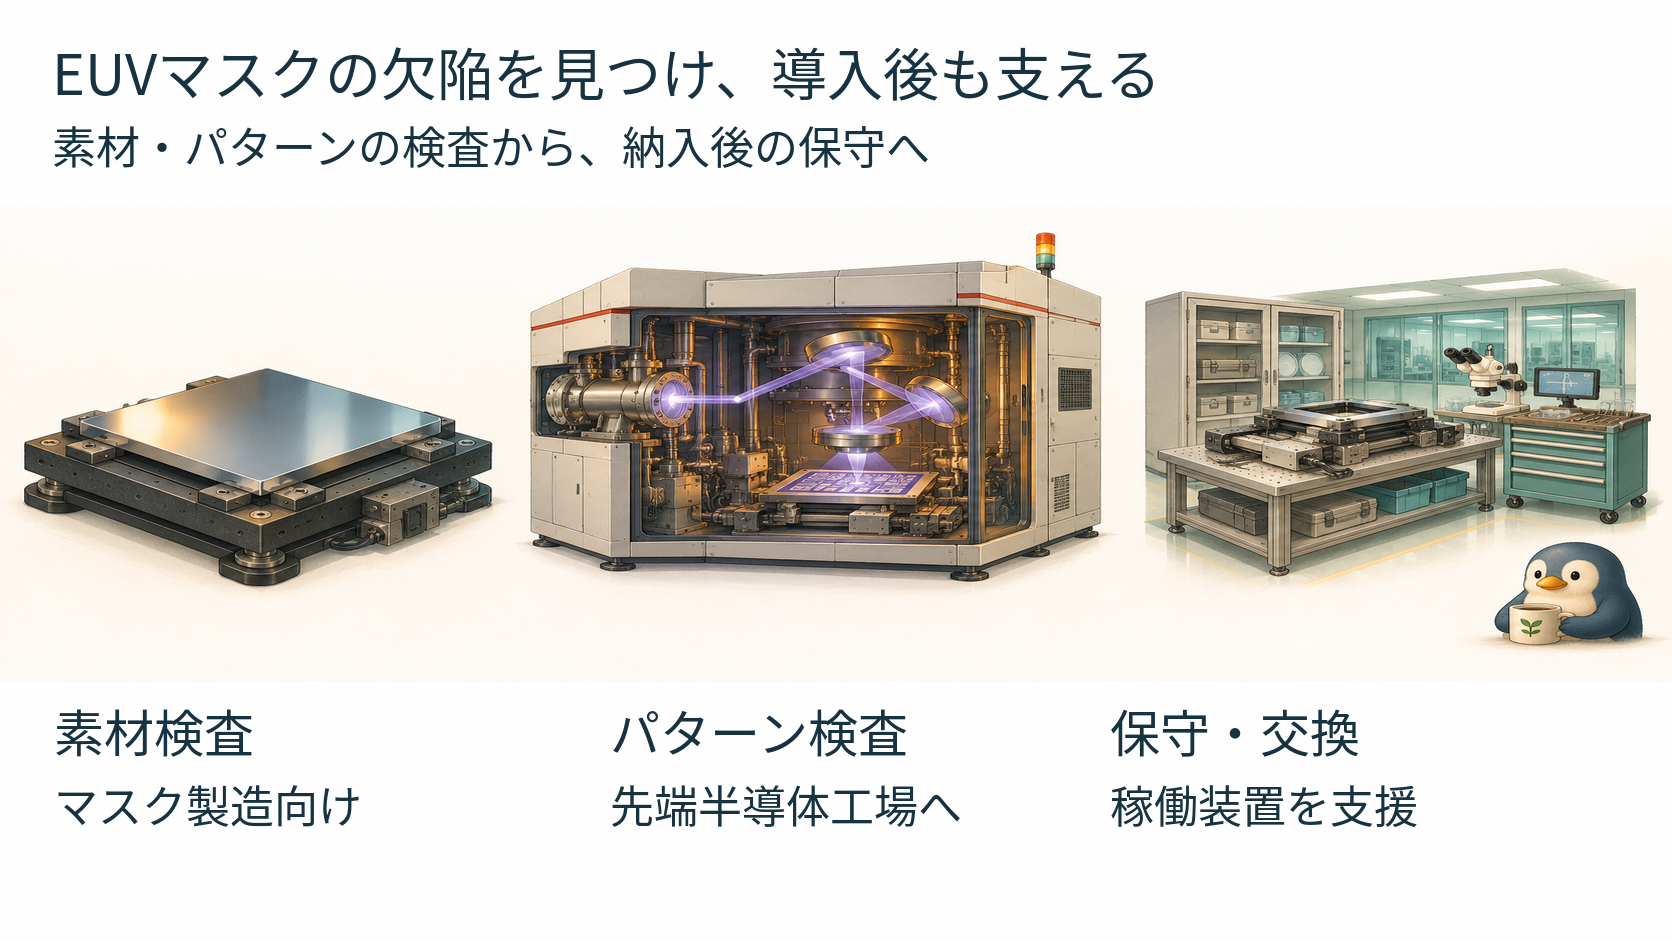 EUVマスクの欠陥を見つけ、導入後も支える
素材・パターンの検査から、納入後の保守へ
素材検査
マスク製造向け
パターン検査
先端半導体工場へ
保守・交換
稼働装置を支援